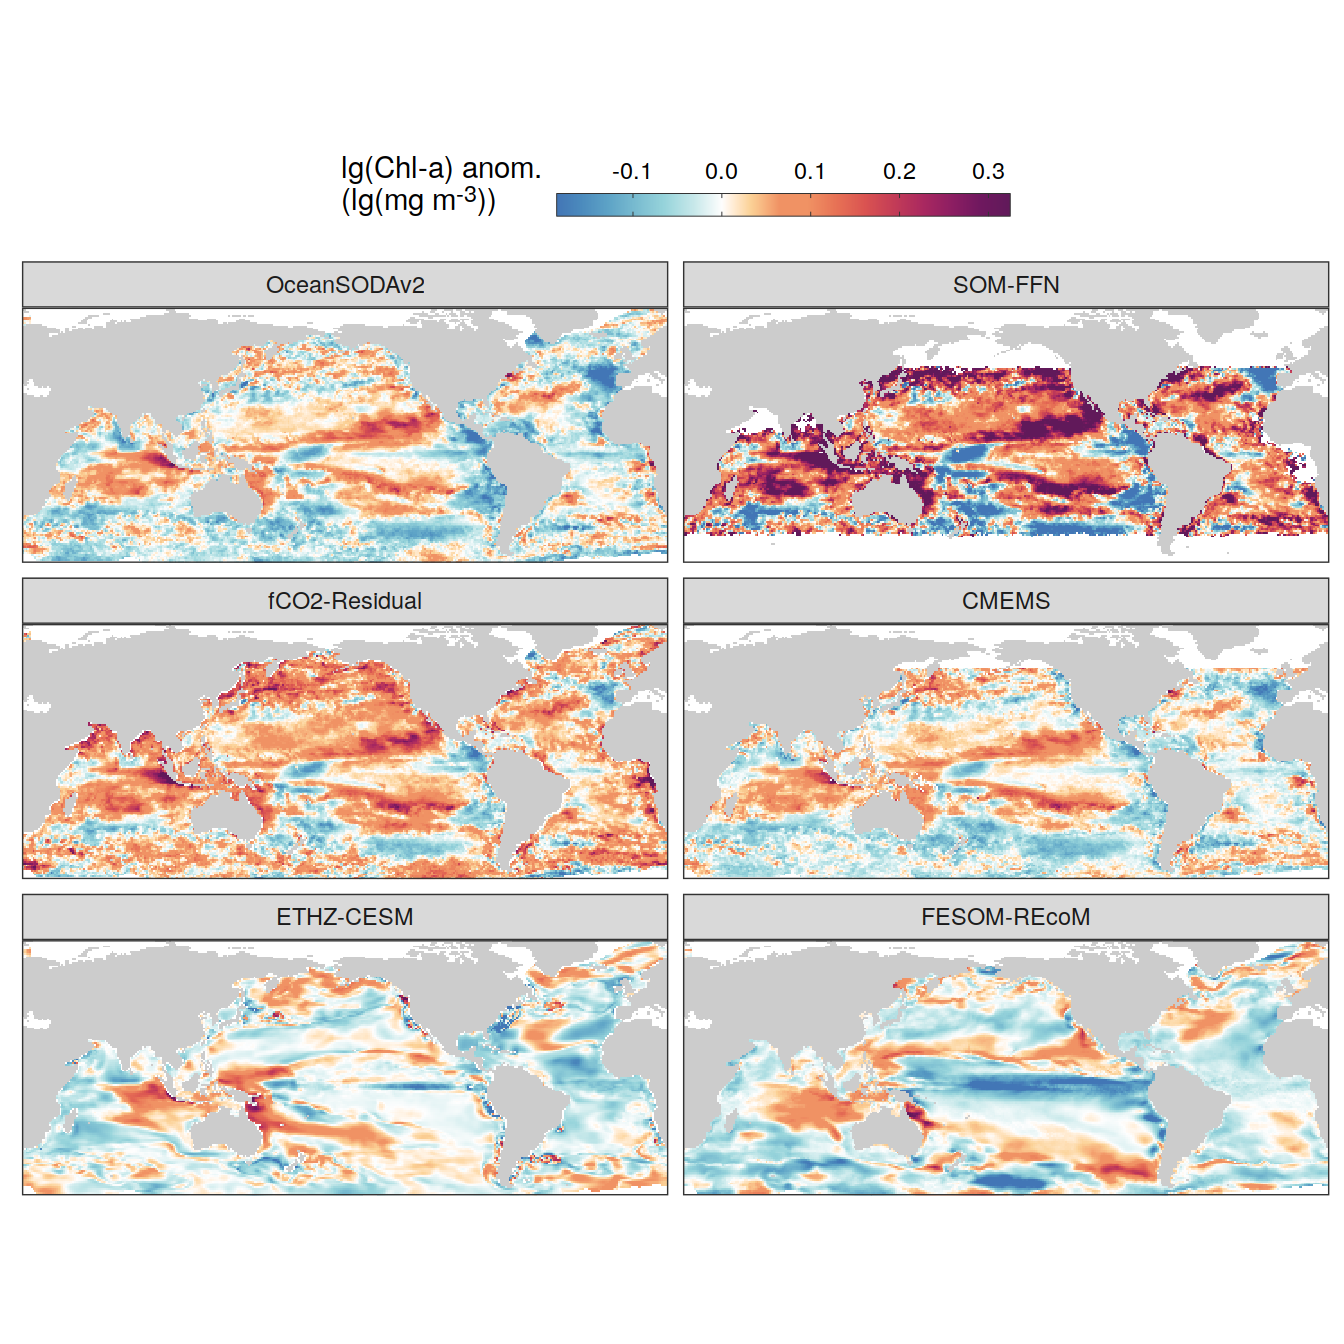 lg(Chl-a) anom.
(lg(mg m-3))
-0.1 0.0 0.1 0.2 0.3
OceanSODAv2
SOM-FFN
fCO2-Residual
CMEMS
ETHZ-CESM
FESOM-REcoM